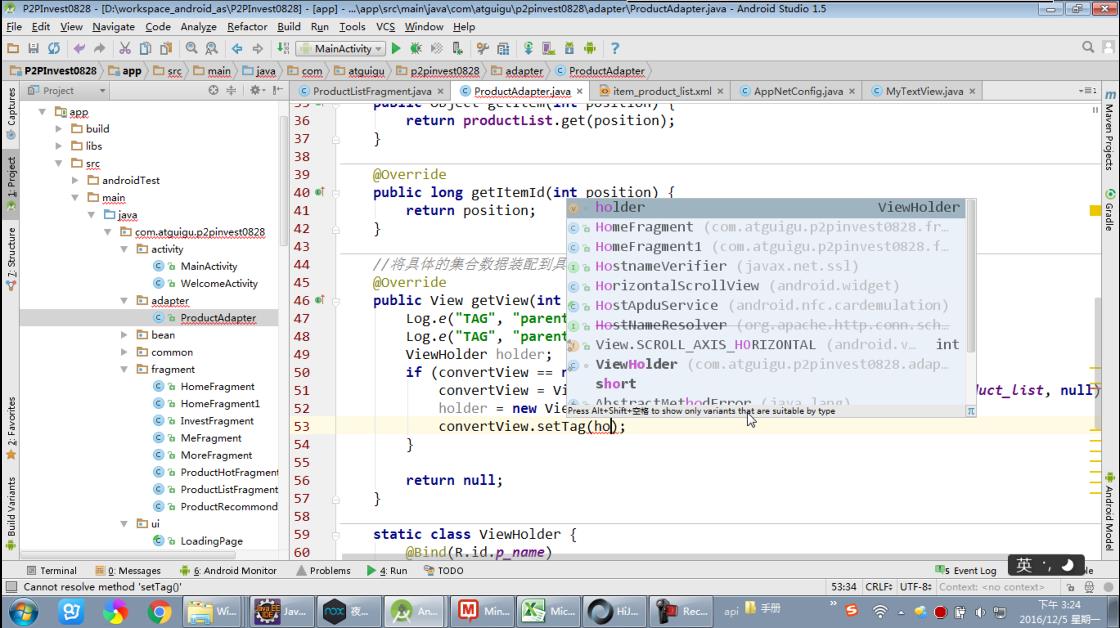 P2PInvest0828 - [D:\workspace_android_as\P2PInvest0828] - [app] - ...\app\src\main\java\com\atguigu\p2pinvest0828\adapter\ProductAdapter.java - Android Studio 1.5
File Edit View Navigate Code Analyze Refactor Build Run Tools VCS Window Help
MainActivity
P2PInvest0828 app src main java com atguigu p2pinvest0828 adapter ProductAdapter
Project
ProductListFragment.java ProductAdapter.java item_product_list.xml AppNetConfig.java MyTextView.java
Captures
1: Project
7: Structure
2: Favorites
Build Variants
app
build
libs
src
androidTest
main
java
com.atguigu.p2pinvest0828
activity
MainActivity
WelcomeActivity
adapter
ProductAdapter
bean
common
fragment
HomeFragment
HomeFragment1
InvestFragment
MeFragment
MoreFragment
ProductHotFragment
ProductListFragment
ProductRecommond
ui
LoadingPage
35 public Object getItem(int position) {
36 return productList.get(position);
37 }
38
39 @Override
40 public long getItemId(int position) {
41 return position;
42 }
43
44 //将具体的集合数据装配到具
45 @Override
46 public View getView(int
47 Log.e("TAG", "parent
48 Log.e("TAG", "parent
49 ViewHolder holder;
50 if (convertView == n
51 convertView = Vi duct_list, null)
52 holder = new Vie
53 convertView.setTag(ho);
54 }
55
56 return null;
57 }
58
59 static class ViewHolder {
60 @Bind(R.id.p_name)
holder ViewHolder
HomeFragment (com.atguigu.p2pinvest0828.fr...
HomeFragment1 (com.atguigu.p2pinvest0828.f...
HostnameVerifier (javax.net.ssl)
HorizontalScrollView (android.widget)
HostApduService (android.nfc.cardemulation)
HostNameResolver (org.apache.http.conn.sch...
View.SCROLL_AXIS_HORIZONTAL (android.v... int
ViewHolder (com.atguigu.p2pinvest0828.adap...
short
AbstractMethodError (java.lang)
Press Alt+Shift+空格 to show only variants that are suitable by type
π
Maven Projects
Gradle
Android Model
Terminal 0: Messages 6: Android Monitor Problems 4: Run TODO 5 Event Log
英
Cannot resolve method 'setTag()' 53:34 CRLF÷ UTF-8÷ Context: <no context>
Wi... Jav... 夜... An... Min... Mic... HiJ... Rec... api 手册 »
下午 3:24
2016/12/5 星期一